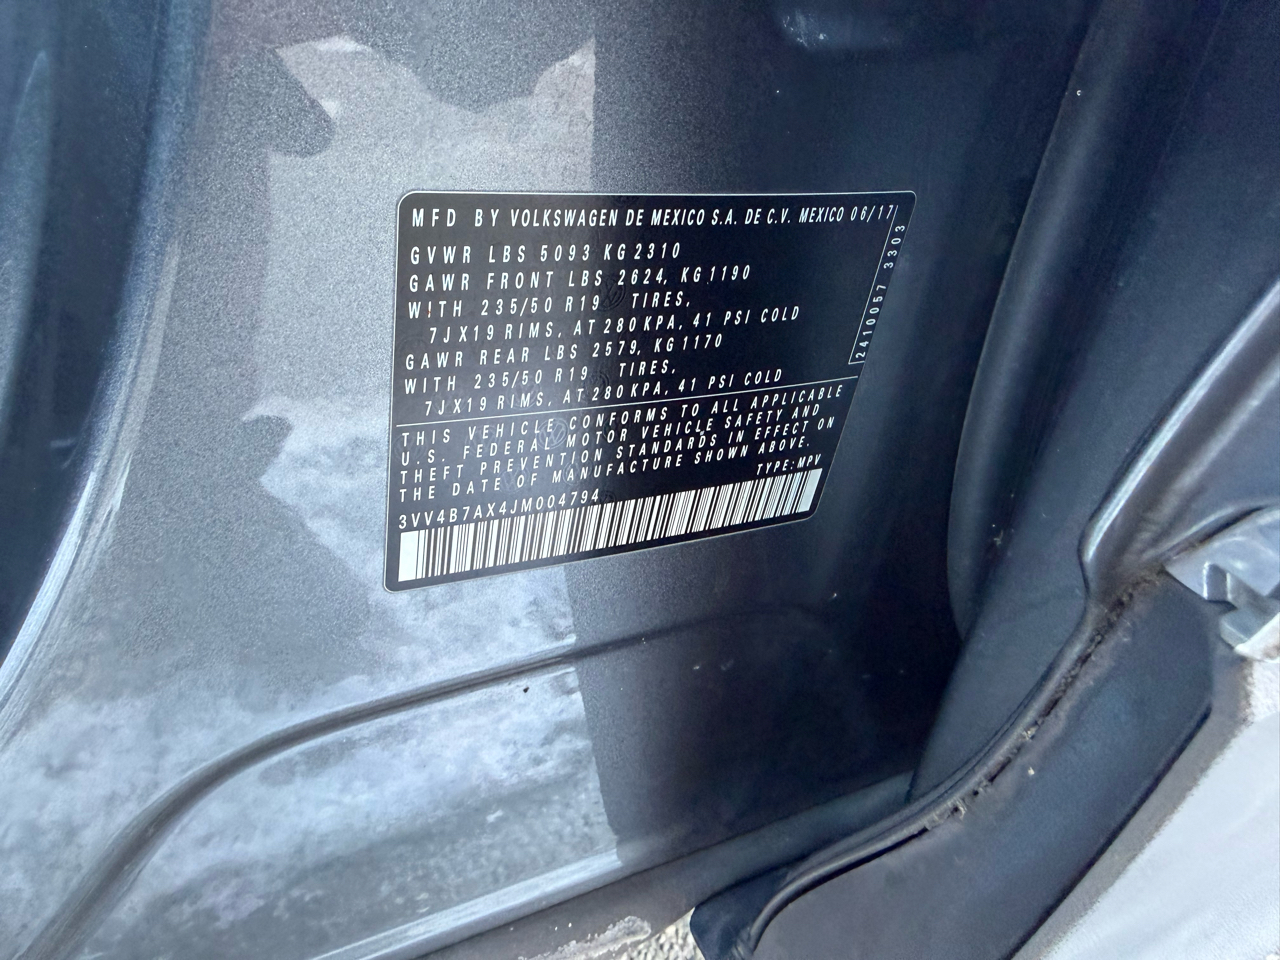 MFD BY VOLKSWAGEN DE MEXICO S.A. DE C.V. MEXICO 06/17
GVWR LBS 5093 KG 2310
GAWR FRONT LBS 2624, KG 1190
WITH 235/50 R19 TIRES,
7JX19 RIMS, AT 280 KPA, 41 PSI COLD
GAWR REAR LBS 2579, KG 1170
WITH 235/50 R19 TIRES,
7JX19 RIMS, AT 280 KPA, 41 PSI COLD
2410057 3303
THIS VEHICLE CONFORMS TO ALL APPLICABLE
U.S. FEDERAL MOTOR VEHICLE SAFETY AND
THEFT PREVENTION STANDARDS IN EFFECT ON
THE DATE OF MANUFACTURE SHOWN ABOVE.
TYPE: MPV
3VV4B7AX4JM004794